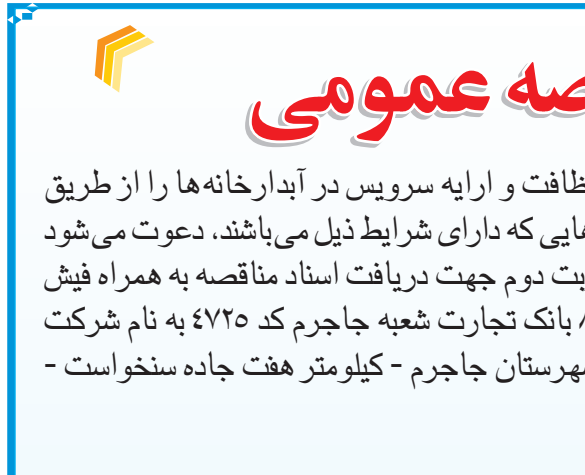 صه عمومی
ظافت و ارایه سرویس در آبدارخانه‌ها را از طریق
هایی که دارای شرایط ذیل می‌باشند، دعوت می‌شود
بت دوم جهت دریافت اسناد مناقصه به همراه فیش
/ بانک تجارت شعبه جاجرم کد ٤٧٢٥ به نام شرکت
هرستان جاجرم - کیلومتر هفت جاده سنخواست -